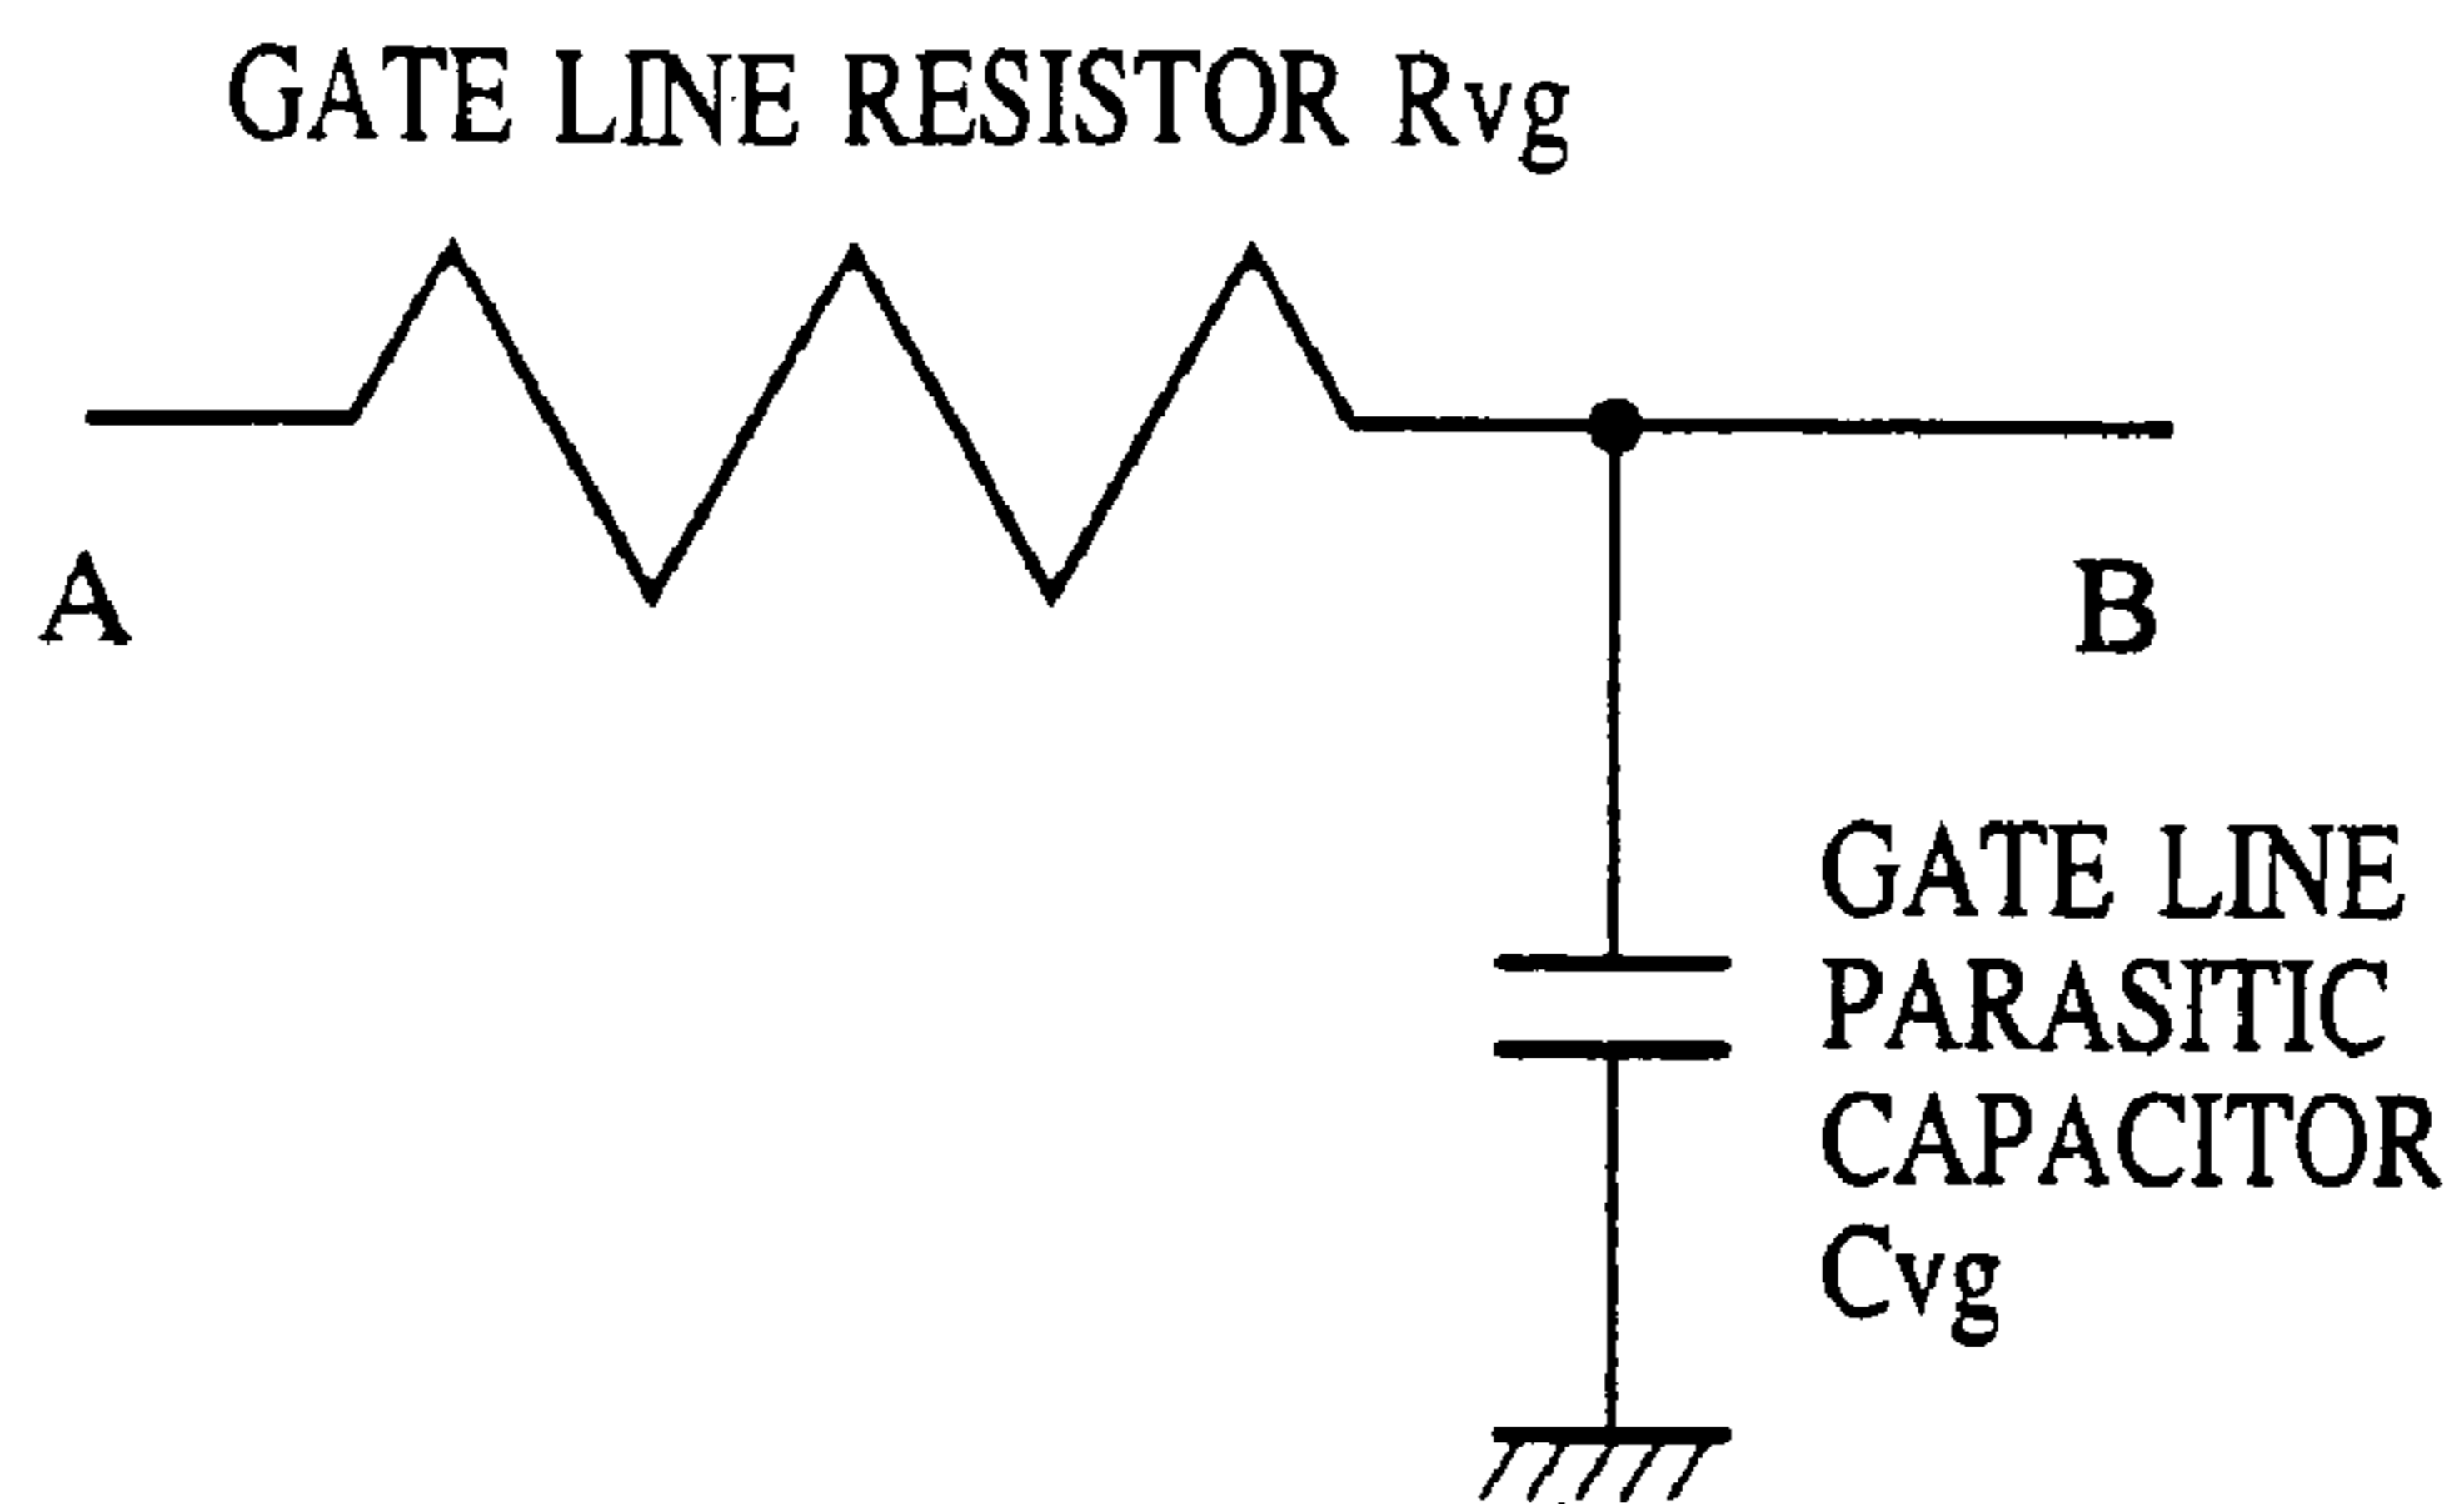 GATE LINE RESISTOR Rvg
A
B
GATE LINE
PARASITIC
CAPACITOR
Cvg